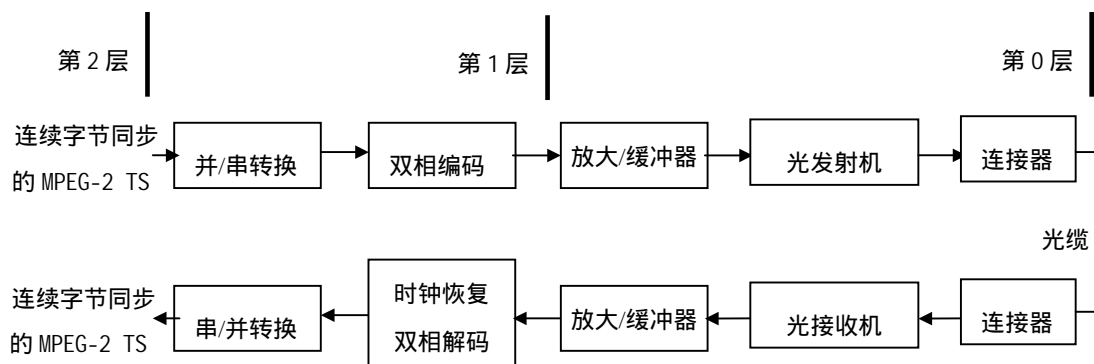 第 2 层
第 1 层
第 0 层
连续字节同步
的 MPEG-2 TS
并/串转换
双相编码
放大/缓冲器
光发射机
连接器
光缆
连续字节同步
的 MPEG-2 TS
串/并转换
时钟恢复
双相解码
放大/缓冲器
光接收机
连接器